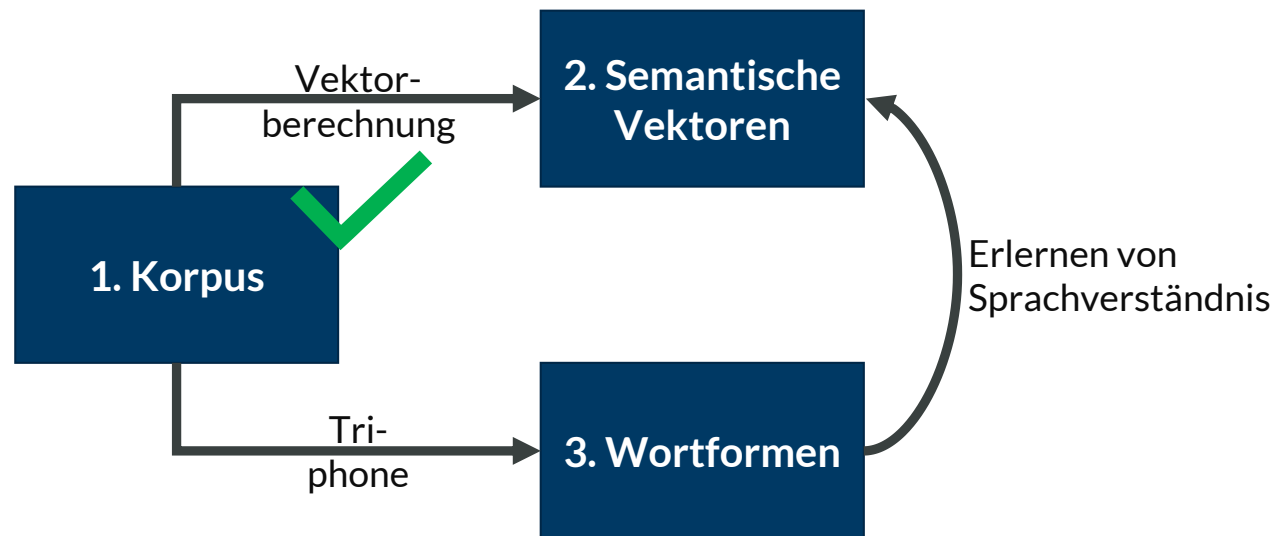 Vektor-
berechnung
2. Semantische
Vektoren
1. Korpus
Erlernen von
Sprachverständnis
Tri-
phone
3. Wortformen